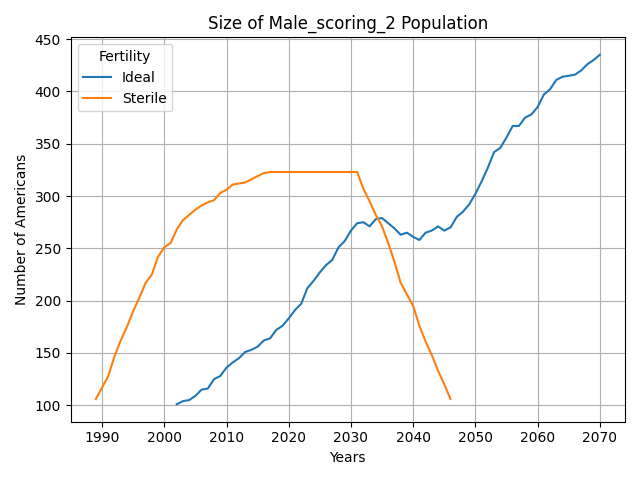 Size of Male_scoring_2 Population
Number of Americans
450
400
350
300
250
200
150
100
Fertility
Ideal
Sterile
1990 2000 2010 2020 2030 2040 2050 2060 2070
Years